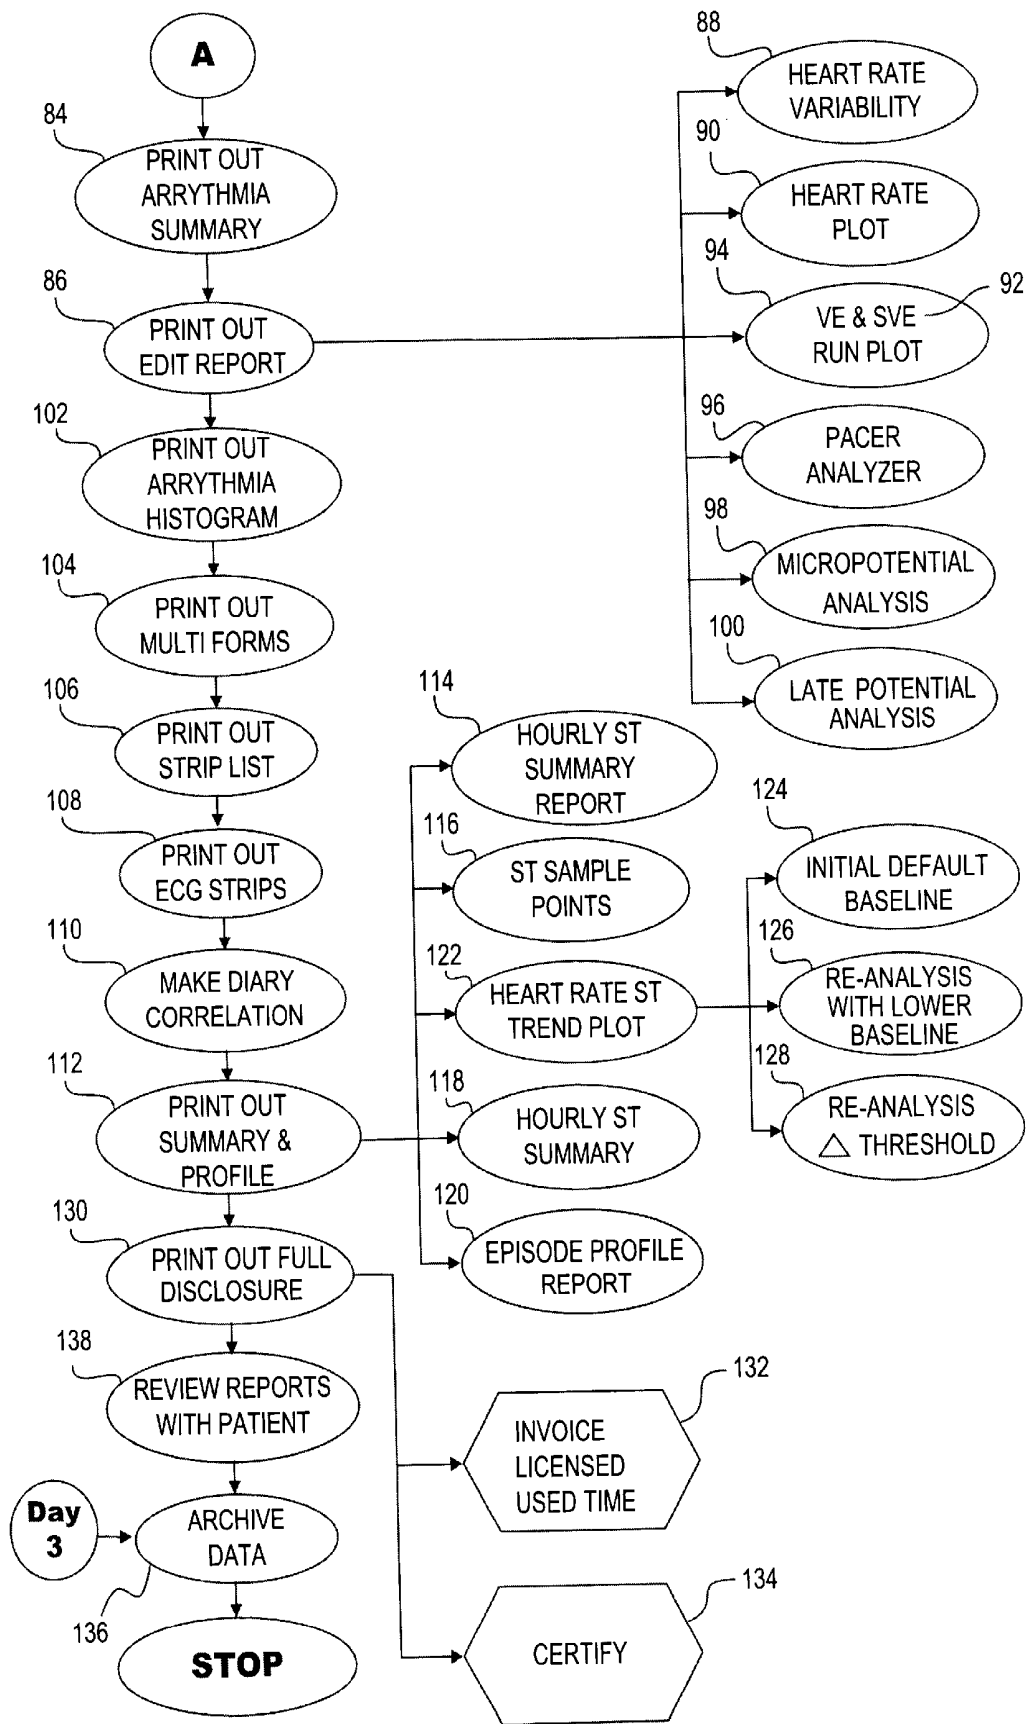 A
84
PRINT OUT
ARRYTHMIA
SUMMARY
86
PRINT OUT
EDIT REPORT
88
HEART RATE
VARIABILITY
90
HEART RATE
PLOT
94
92
VE & SVE
RUN PLOT
96
PACER
ANALYZER
98
MICROPOTENTIAL
ANALYSIS
100
LATE POTENTIAL
ANALYSIS
102
PRINT OUT
ARRYTHMIA
HISTOGRAM
104
PRINT OUT
MULTI FORMS
106
PRINT OUT
STRIP LIST
108
PRINT OUT
ECG STRIPS
110
MAKE DIARY
CORRELATION
112
PRINT OUT
SUMMARY &
PROFILE
114
HOURLY ST
SUMMARY
REPORT
116
ST SAMPLE
POINTS
122
HEART RATE ST
TREND PLOT
118
HOURLY ST
SUMMARY
120
EPISODE PROFILE
REPORT
124
INITIAL DEFAULT
BASELINE
126
RE-ANALYSIS
WITH LOWER
BASELINE
128
RE-ANALYSIS
△ THRESHOLD
130
PRINT OUT FULL
DISCLOSURE
132
INVOICE
LICENSED
USED TIME
134
CERTIFY
138
REVIEW REPORTS
WITH PATIENT
Day
3
ARCHIVE
DATA
136
STOP